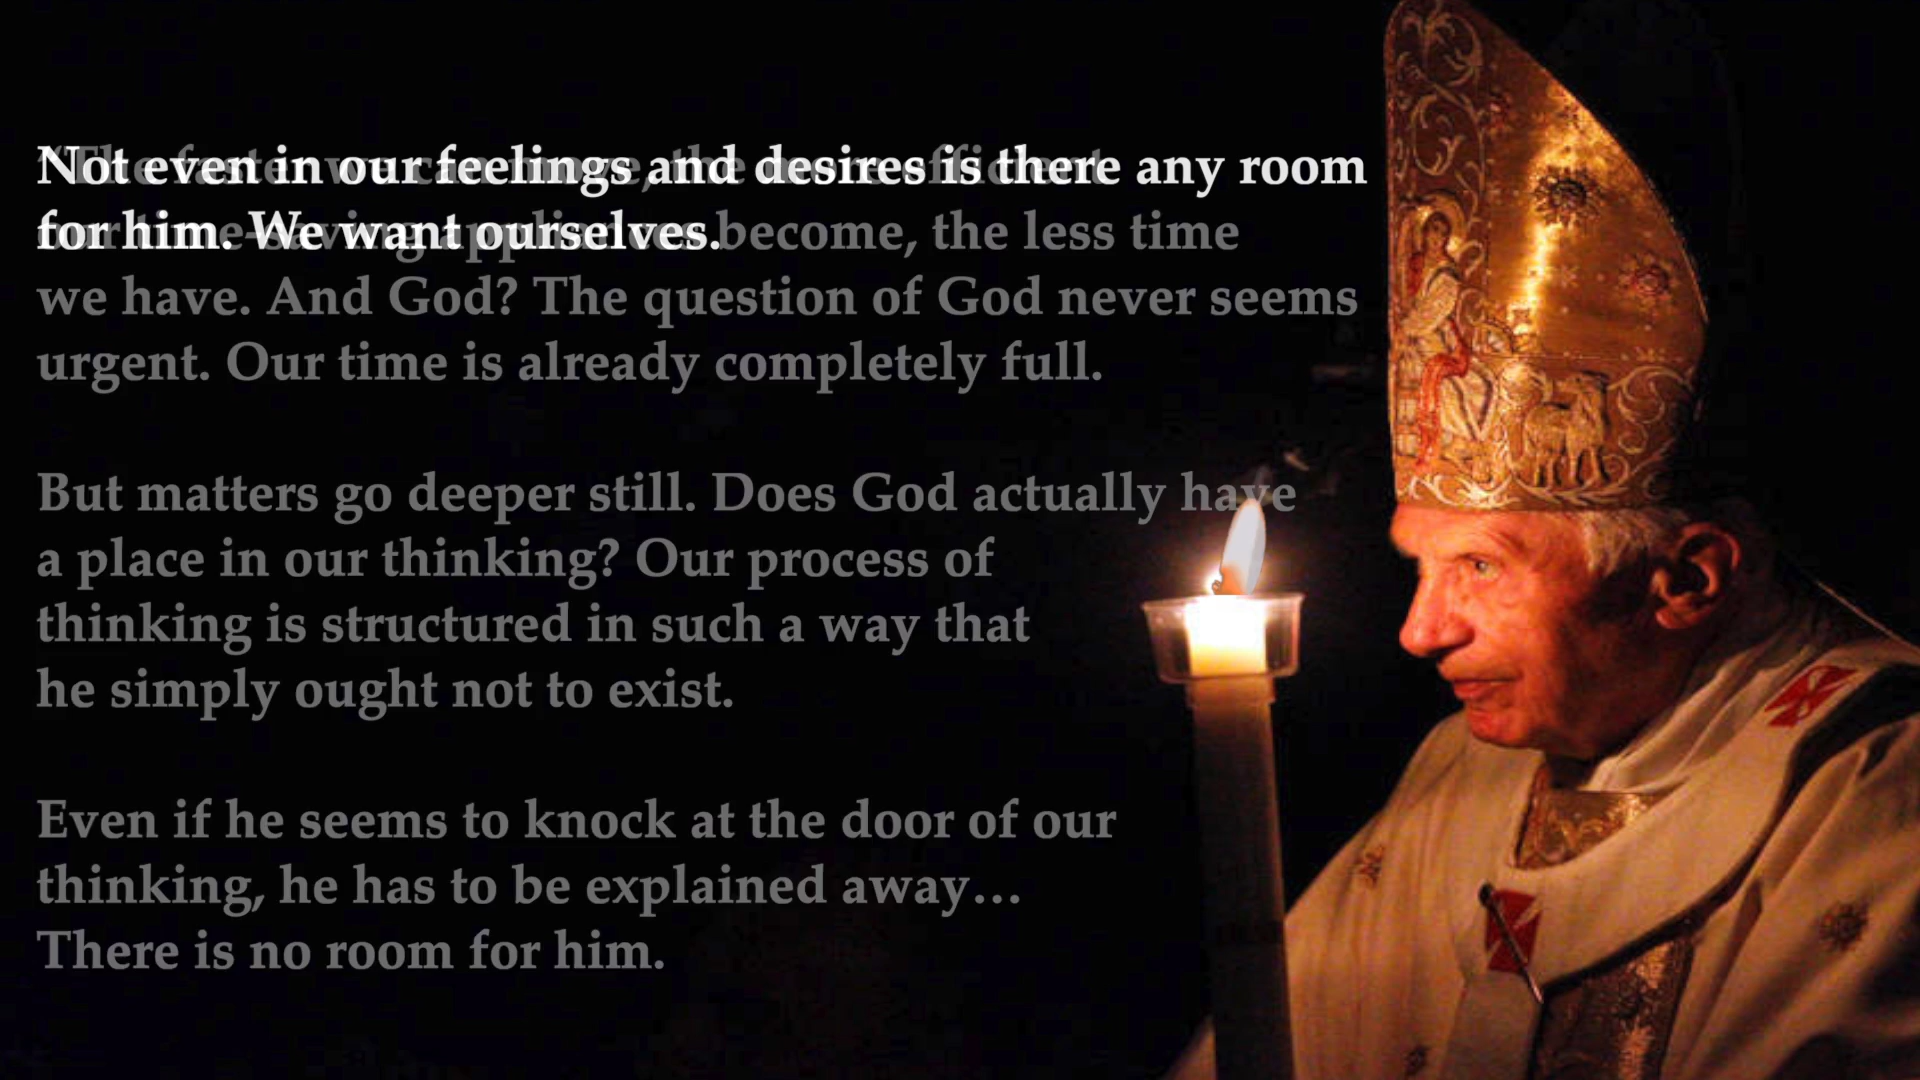 Not even in our feelings and desires is there any room
for him. We want ourselves.
become, the less time
we have. And God? The question of God never seems
urgent. Our time is already completely full.
But matters go deeper still. Does God actually have
a place in our thinking? Our process of
thinking is structured in such a way that
he simply ought not to exist.
Even if he seems to knock at the door of our
thinking, he has to be explained away…
There is no room for him.